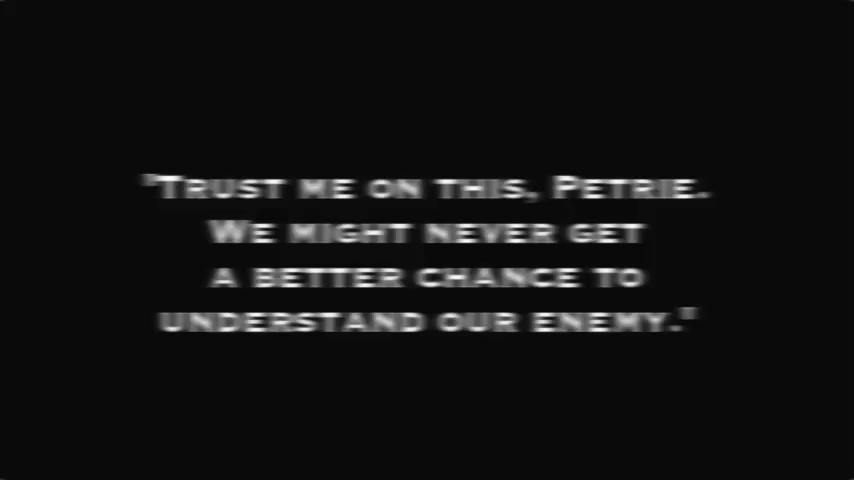 "Trust me on this, Petrie.
We might never get
a better chance to
understand our enemy."